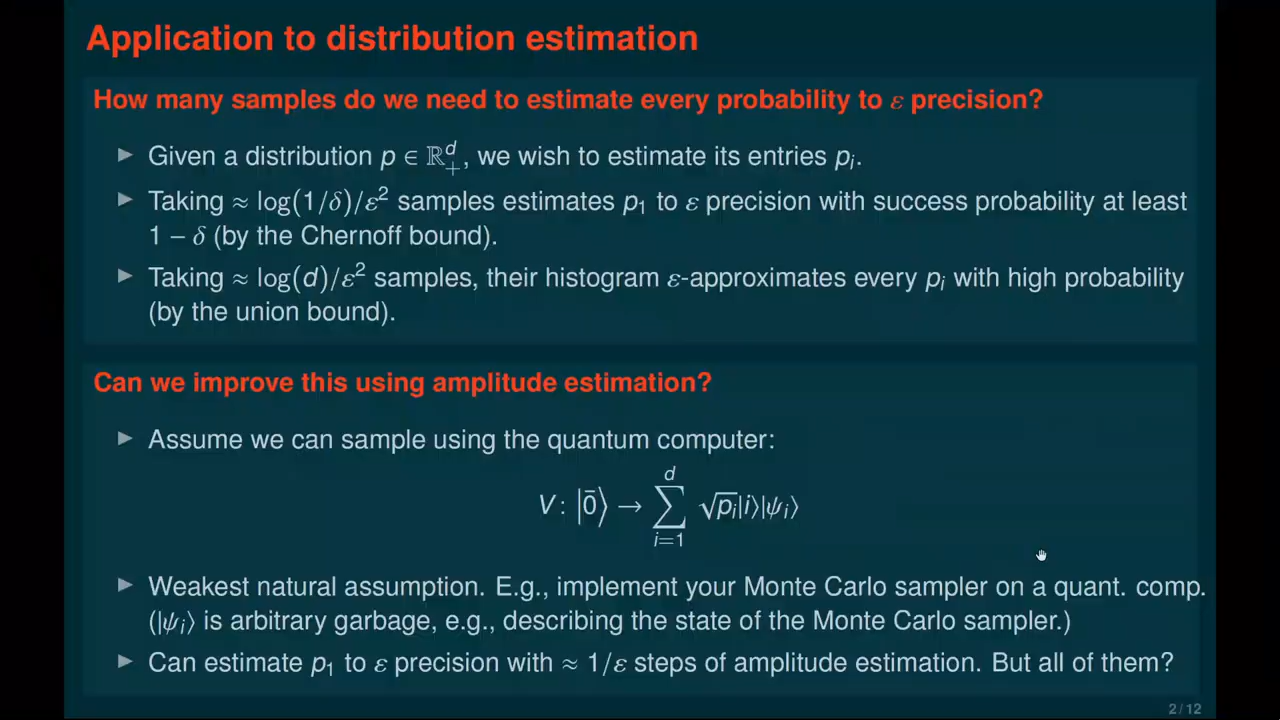 Application to distribution estimation
How many samples do we need to estimate every probability to ε precision?
▶ Given a distribution p ∈ ℝ₊ᵈ, we wish to estimate its entries pᵢ.
▶ Taking ≈ log(1/δ)/ε² samples estimates p₁ to ε precision with success probability at least
1 − δ (by the Chernoff bound).
▶ Taking ≈ log(d)/ε² samples, their histogram ε-approximates every pᵢ with high probability
(by the union bound).
Can we improve this using amplitude estimation?
▶ Assume we can sample using the quantum computer:
V: |0̄⟩ → ∑ᵢ₌₁ᵈ √pᵢ|i⟩|ψᵢ⟩
▶ Weakest natural assumption. E.g., implement your Monte Carlo sampler on a quant. comp.
(|ψᵢ⟩ is arbitrary garbage, e.g., describing the state of the Monte Carlo sampler.)
▶ Can estimate p₁ to ε precision with ≈ 1/ε steps of amplitude estimation. But all of them?
2 / 12